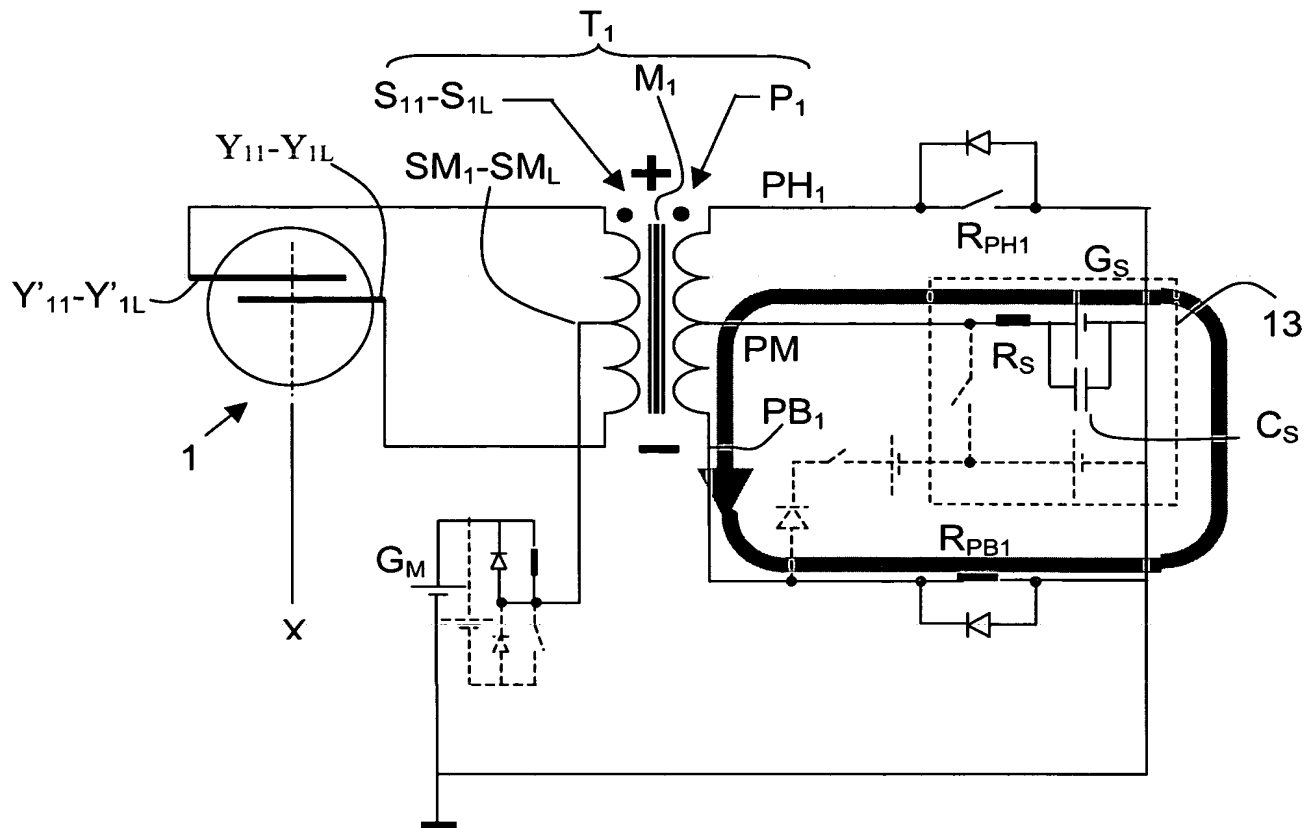 T₁
M₁
S₁₁-S₁L
P₁
Y₁₁-Y₁L
SM₁-SML
+
PH₁
RPH1
Y'₁₁-Y'₁L
GS
13
PM
RS
PB₁
CS
1
−
RPB1
GM
x